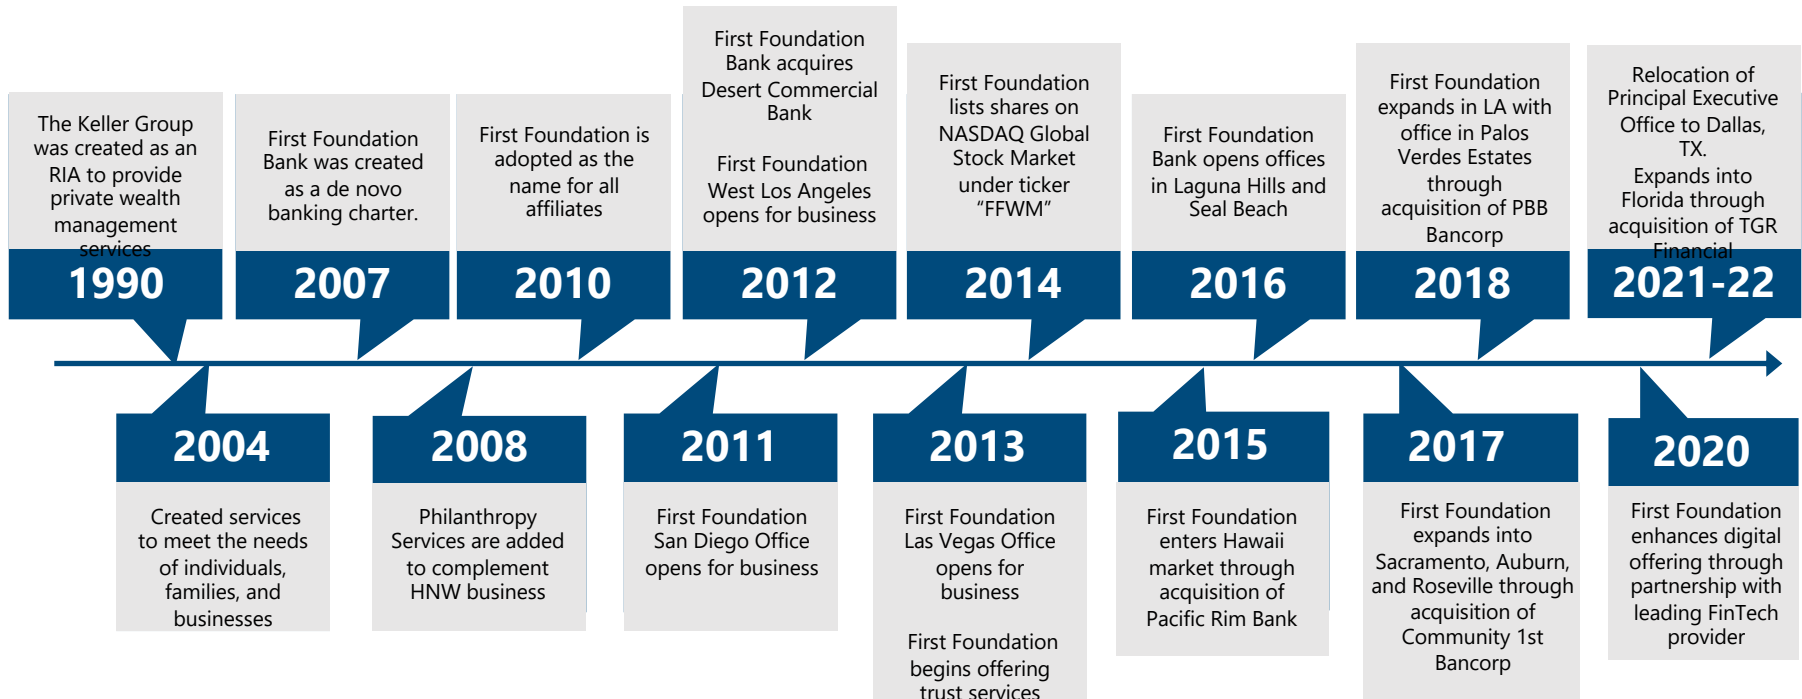 The Keller Group
was created as an
RIA to provide
private wealth
management
services
1990
First Foundation
Bank was created
as a de novo
banking charter.
2007
First Foundation is
adopted as the
name for all
affiliates
2010
First Foundation
Bank acquires
Desert Commercial
Bank
First Foundation
West Los Angeles
opens for business
2012
First Foundation
lists shares on
NASDAQ Global
Stock Market
under ticker
“FFWM”
2014
First Foundation
Bank opens offices
in Laguna Hills and
Seal Beach
2016
First Foundation
expands in LA with
office in Palos
Verdes Estates
through
acquisition of PBB
Bancorp
2018
Relocation of
Principal Executive
Office to Dallas,
TX.
Expands into
Florida through
acquisition of TGR
Financial
2021-22
2004
Created services
to meet the needs
of individuals,
families, and
businesses
2008
Philanthropy
Services are added
to complement
HNW business
2011
First Foundation
San Diego Office
opens for business
2013
First Foundation
Las Vegas Office
opens for
business
First Foundation
begins offering
trust services
2015
First Foundation
enters Hawaii
market through
acquisition of
Pacific Rim Bank
2017
First Foundation
expands into
Sacramento, Auburn,
and Roseville through
acquisition of
Community 1st
Bancorp
2020
First Foundation
enhances digital
offering through
partnership with
leading FinTech
provider